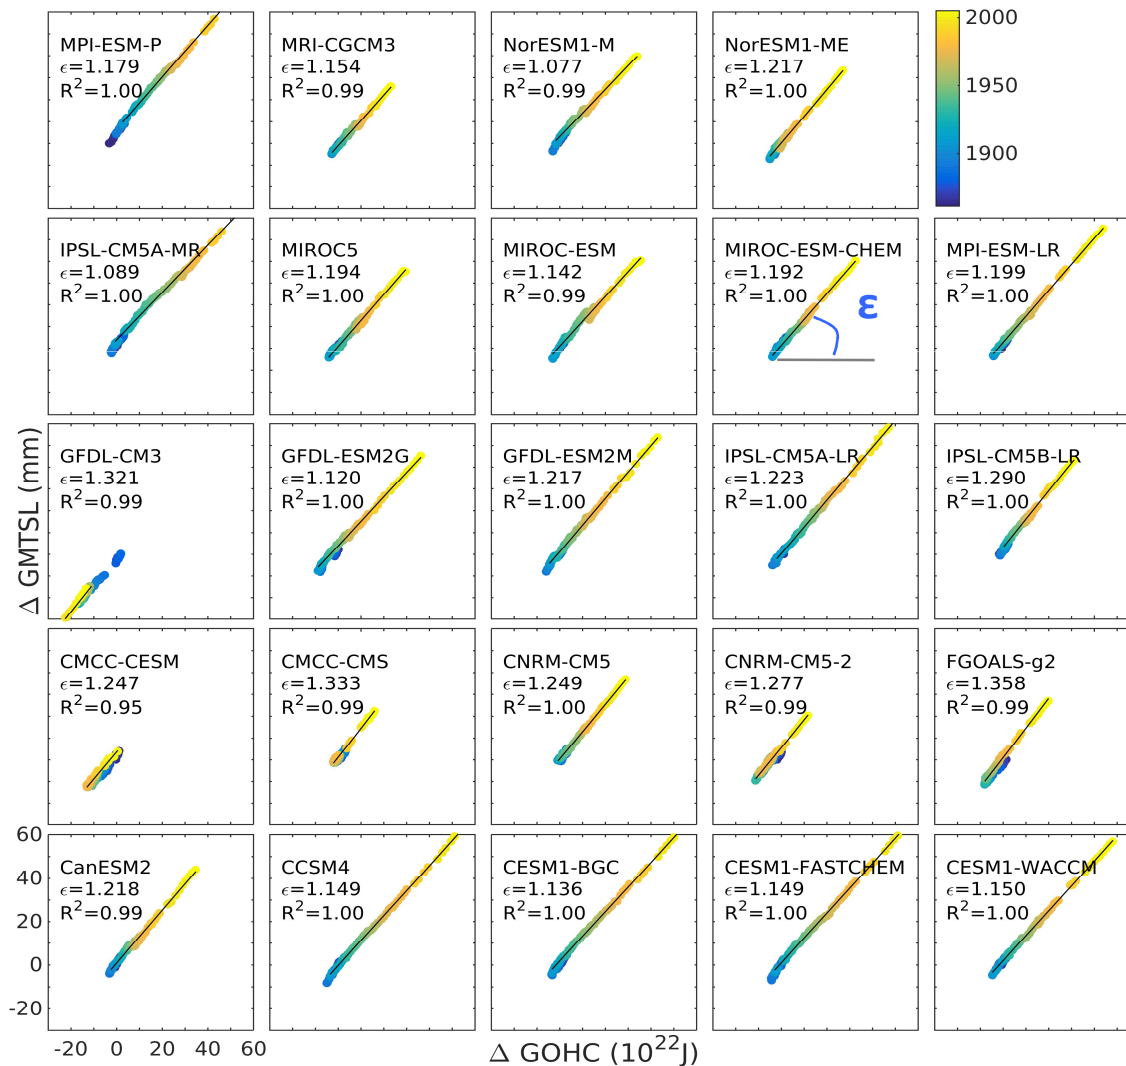 MPI-ESM-P
ϵ=1.179
R²=1.00
MRI-CGCM3
ϵ=1.154
R²=0.99
NorESM1-M
ϵ=1.077
R²=0.99
NorESM1-ME
ϵ=1.217
R²=1.00
2000
1950
1900
IPSL-CM5A-MR
ϵ=1.089
R²=1.00
MIROC5
ϵ=1.194
R²=1.00
MIROC-ESM
ϵ=1.142
R²=0.99
MIROC-ESM-CHEM
ϵ=1.192
R²=1.00
ε
MPI-ESM-LR
ϵ=1.199
R²=1.00
Δ GMTSL (mm)
GFDL-CM3
ϵ=1.321
R²=0.99
GFDL-ESM2G
ϵ=1.120
R²=1.00
GFDL-ESM2M
ϵ=1.217
R²=1.00
IPSL-CM5A-LR
ϵ=1.223
R²=1.00
IPSL-CM5B-LR
ϵ=1.290
R²=1.00
CMCC-CESM
ϵ=1.247
R²=0.95
CMCC-CMS
ϵ=1.333
R²=0.99
CNRM-CM5
ϵ=1.249
R²=1.00
CNRM-CM5-2
ϵ=1.277
R²=0.99
FGOALS-g2
ϵ=1.358
R²=0.99
60
40
20
0
-20
CanESM2
ϵ=1.218
R²=0.99
CCSM4
ϵ=1.149
R²=1.00
CESM1-BGC
ϵ=1.136
R²=1.00
CESM1-FASTCHEM
ϵ=1.149
R²=1.00
CESM1-WACCM
ϵ=1.150
R²=1.00
-20 0 20 40 60
Δ GOHC (10²²J)